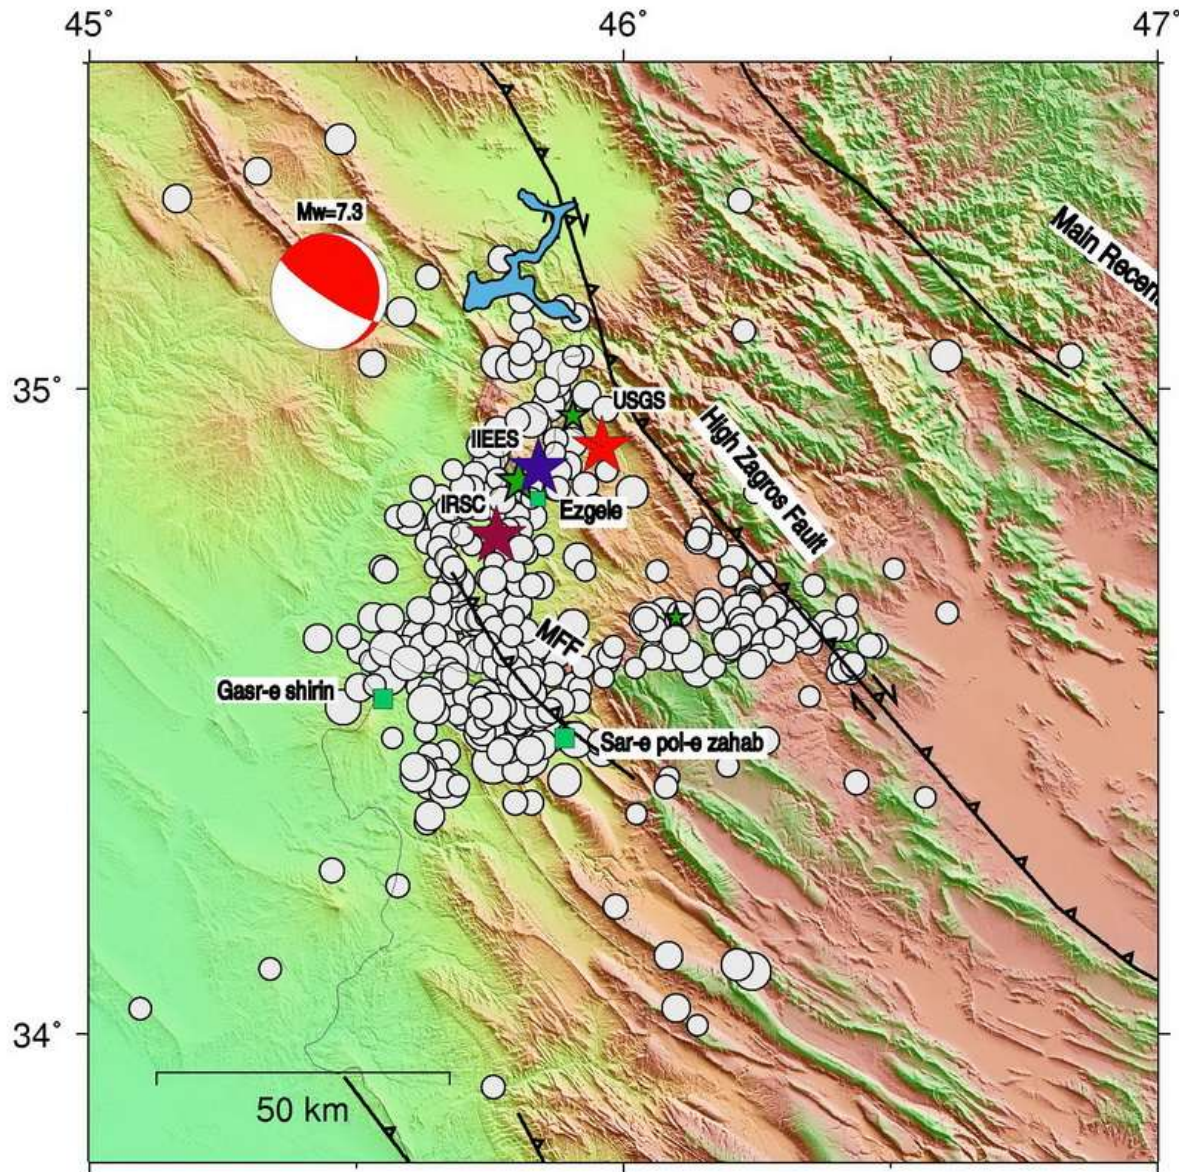 45°
46°
47°
Mw=7.3
Main Recen
35°
USGS
IIEES
High Zagros Fault
IRSC
Ezgele
MFF
Gasr-e shirin
Sar-e pol-e zahab
34°
50 km